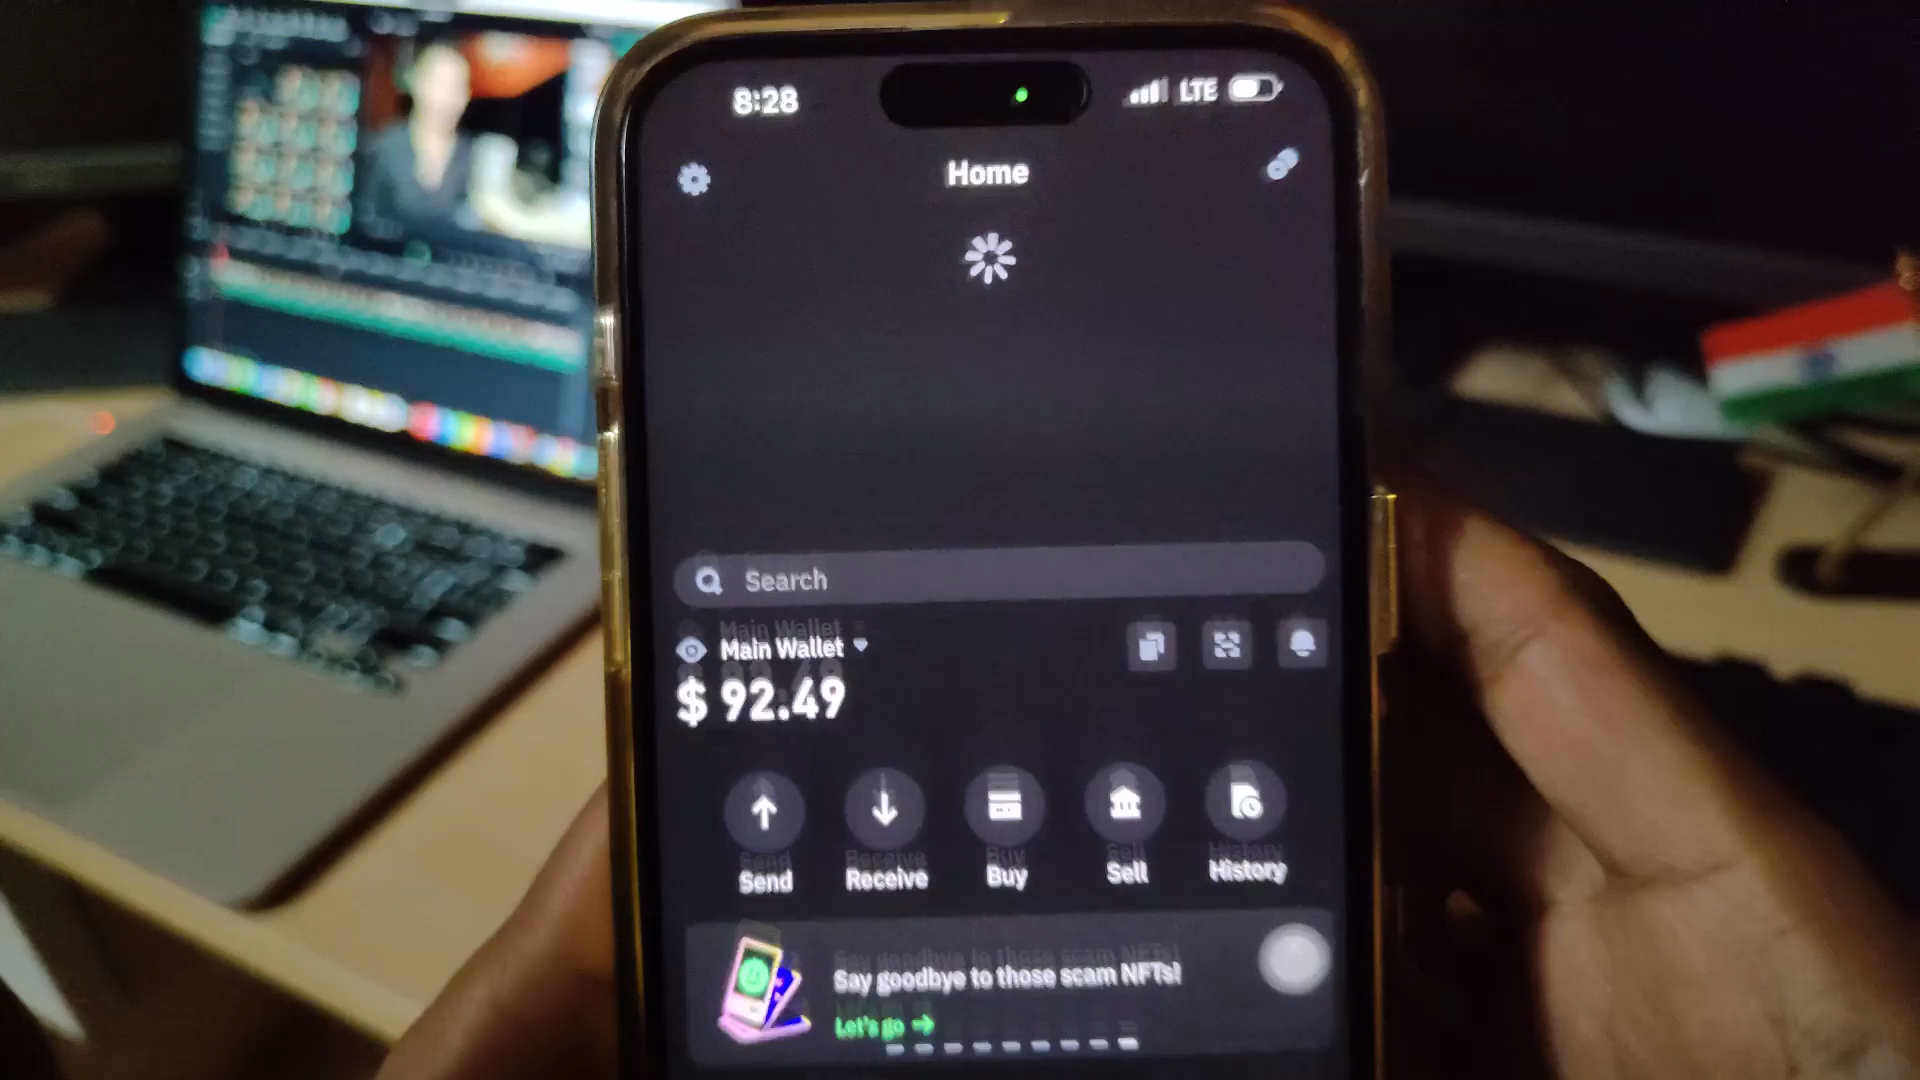 8:28
LTE
Home
Search
Main Wallet
$ 92.49
Send
Receive
Buy
Sell
History
Say goodbye to those scam NFTs!
Let's go →